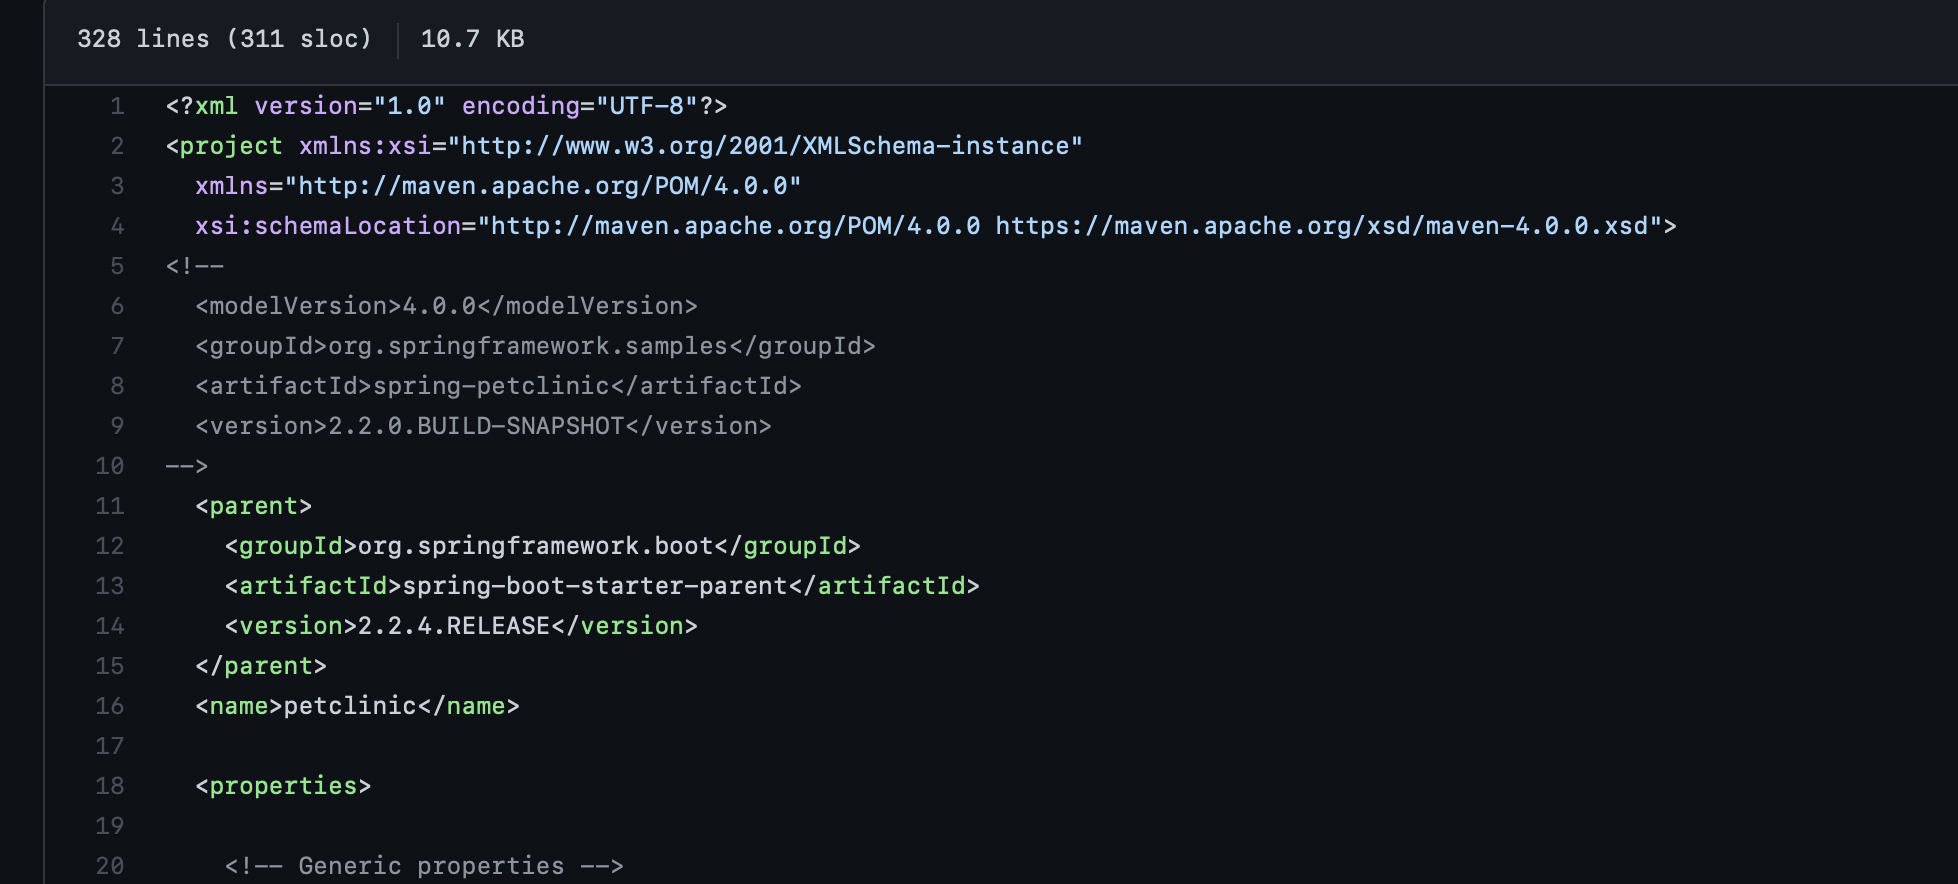 328 lines (311 sloc) 10.7 KB
1 <?xml version="1.0" encoding="UTF-8"?>
2 <project xmlns:xsi="http://www.w3.org/2001/XMLSchema-instance"
3 xmlns="http://maven.apache.org/POM/4.0.0"
4 xsi:schemaLocation="http://maven.apache.org/POM/4.0.0 https://maven.apache.org/xsd/maven-4.0.0.xsd">
5 <!--
6 <modelVersion>4.0.0</modelVersion>
7 <groupId>org.springframework.samples</groupId>
8 <artifactId>spring-petclinic</artifactId>
9 <version>2.2.0.BUILD-SNAPSHOT</version>
10 -->
11 <parent>
12 <groupId>org.springframework.boot</groupId>
13 <artifactId>spring-boot-starter-parent</artifactId>
14 <version>2.2.4.RELEASE</version>
15 </parent>
16 <name>petclinic</name>
17
18 <properties>
19
20 <!-- Generic properties -->